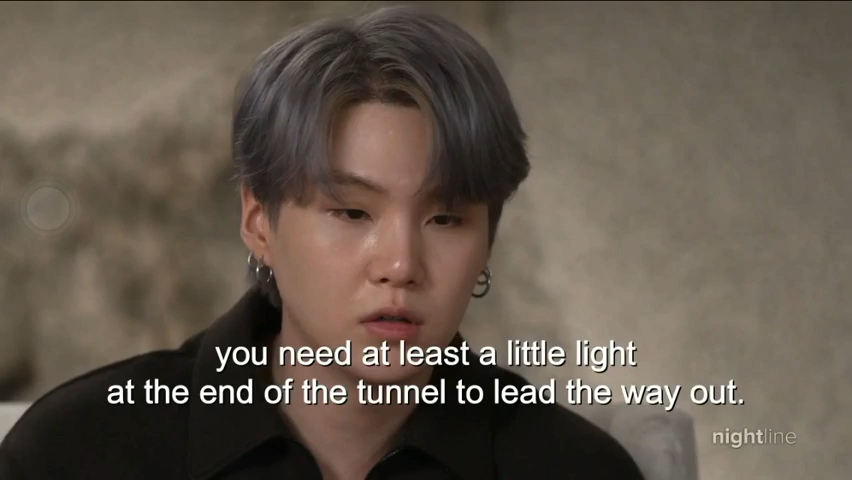 you need at least a little light
at the end of the tunnel to lead the way out.
nightline